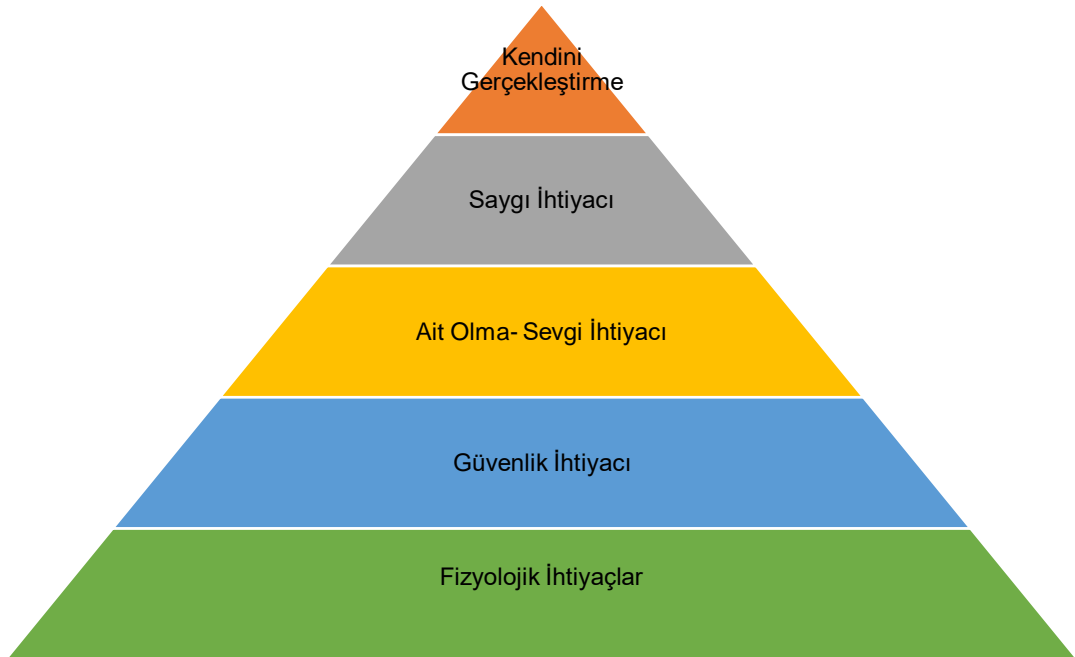 Kendini
Gerçekleştirme
Saygı İhtiyacı
Ait Olma- Sevgi İhtiyacı
Güvenlik İhtiyacı
Fizyolojik İhtiyaçlar